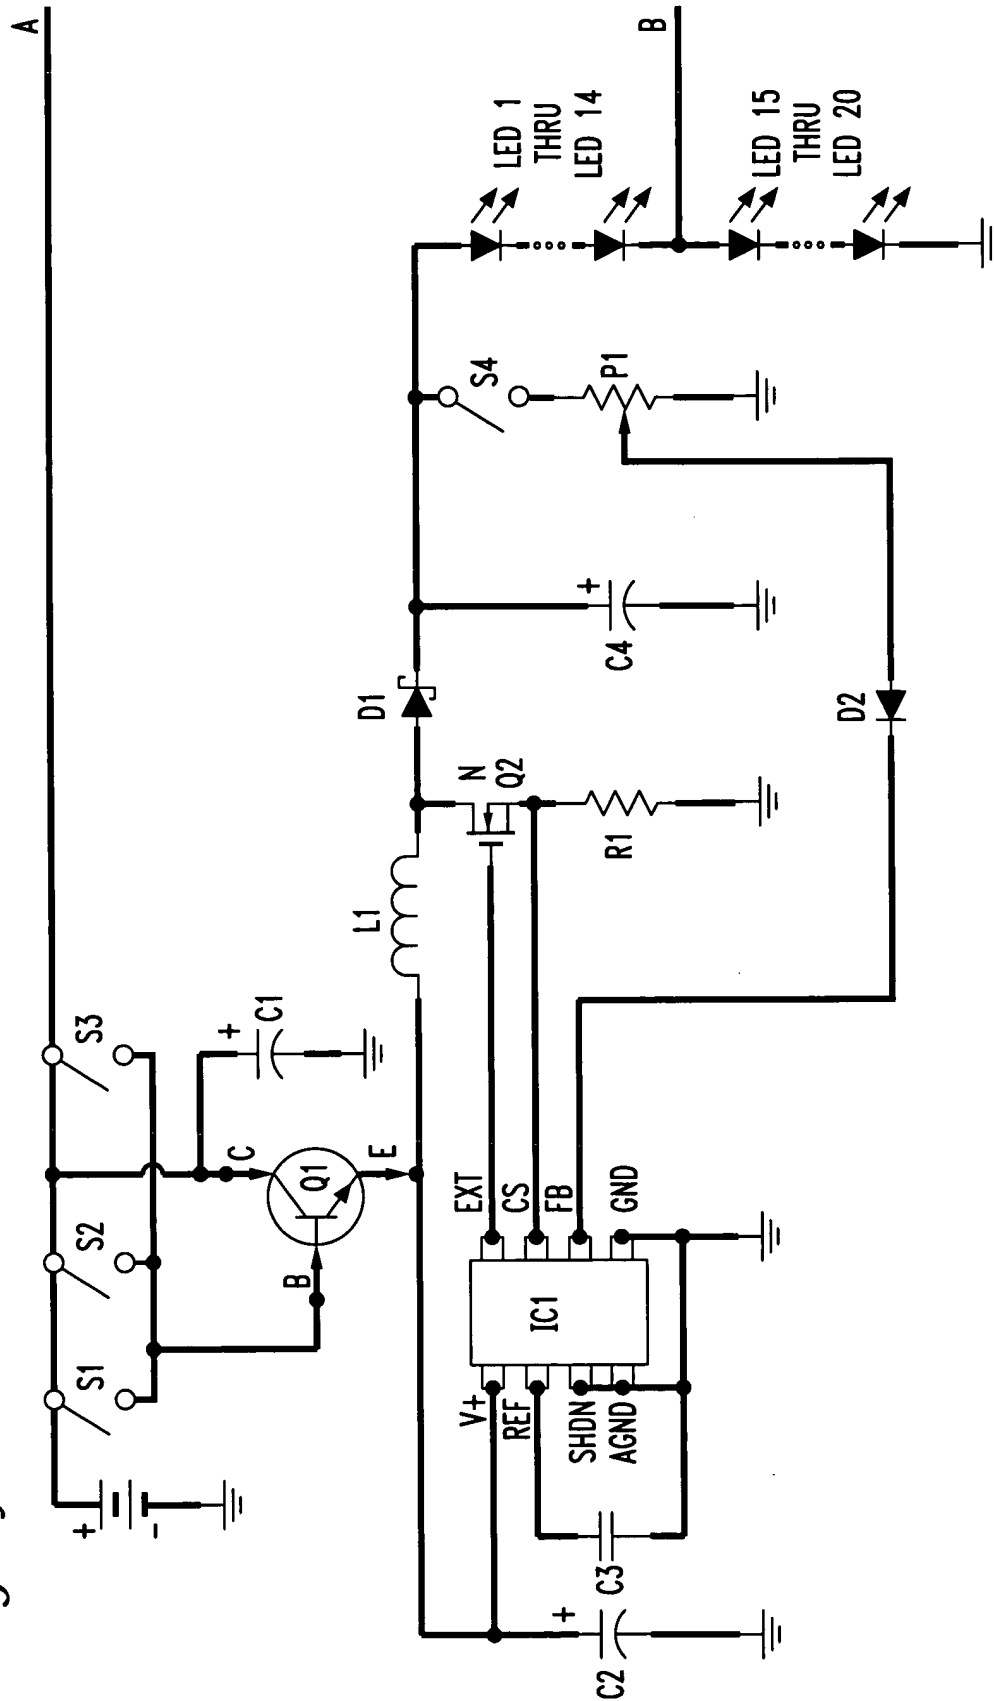 A
+
-
S1
S2
S3
B
C
E
Q1
+
C1
L1
D1
N
Q2
R1
+
C4
S4
P1
LED 1
THRU
LED 14
B
LED 15
THRU
LED 20
D2
V+
REF
SHDN
AGND
IC1
EXT
CS
FB
GND
+
C2
C3